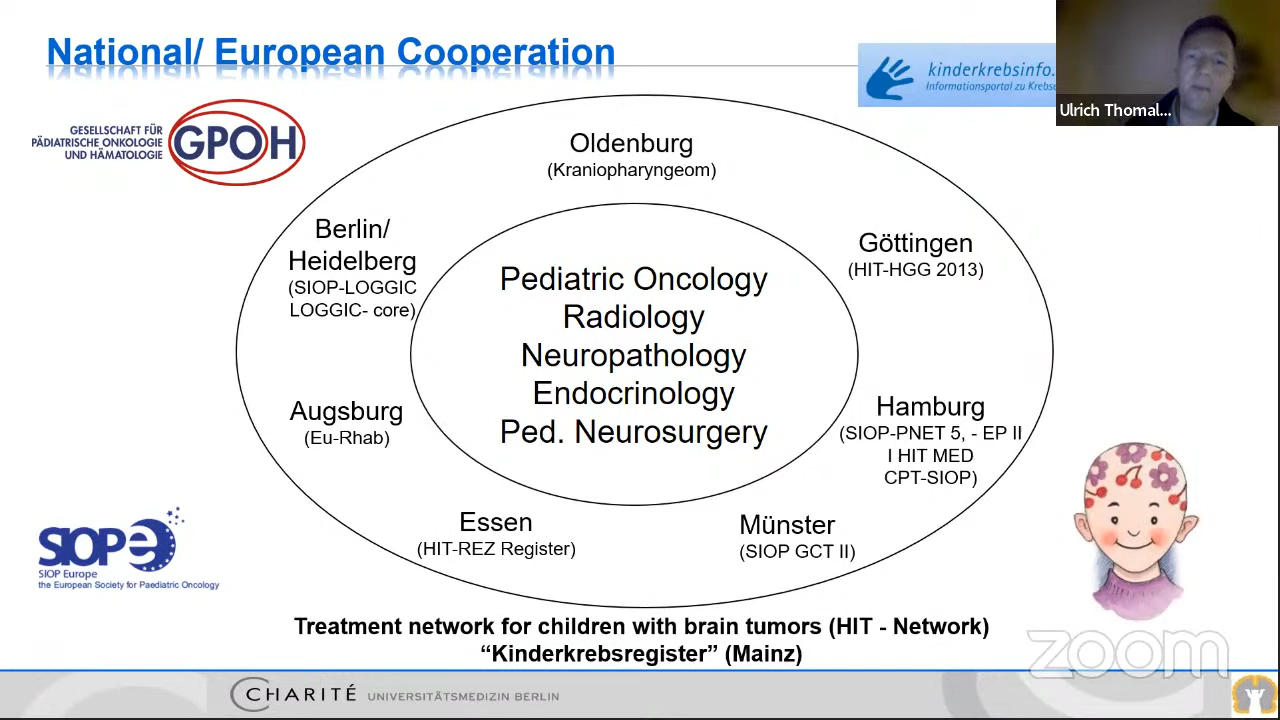 National/ European Cooperation
kinderkrebsinfo.
Informationsportal zu Krebse
Ulrich Thomal...
GESELLSCHAFT FÜR
PÄDIATRISCHE ONKOLOGIE
UND HÄMATOLOGIE
GPOH
Oldenburg
(Kraniopharyngeom)
Berlin/
Heidelberg
(SIOP-LOGGIC
LOGGIC- core)
Göttingen
(HIT-HGG 2013)
Pediatric Oncology
Radiology
Neuropathology
Endocrinology
Ped. Neurosurgery
Augsburg
(Eu-Rhab)
Hamburg
(SIOP-PNET 5, - EP II
I HIT MED
CPT-SIOP)
Essen
(HIT-REZ Register)
Münster
(SIOP GCT II)
SIOPe
SIOP Europe
the European Society for Paediatric Oncology
Treatment network for children with brain tumors (HIT - Network)
“Kinderkrebsregister” (Mainz)
zoom
CHARITÉ UNIVERSITÄTSMEDIZIN BERLIN